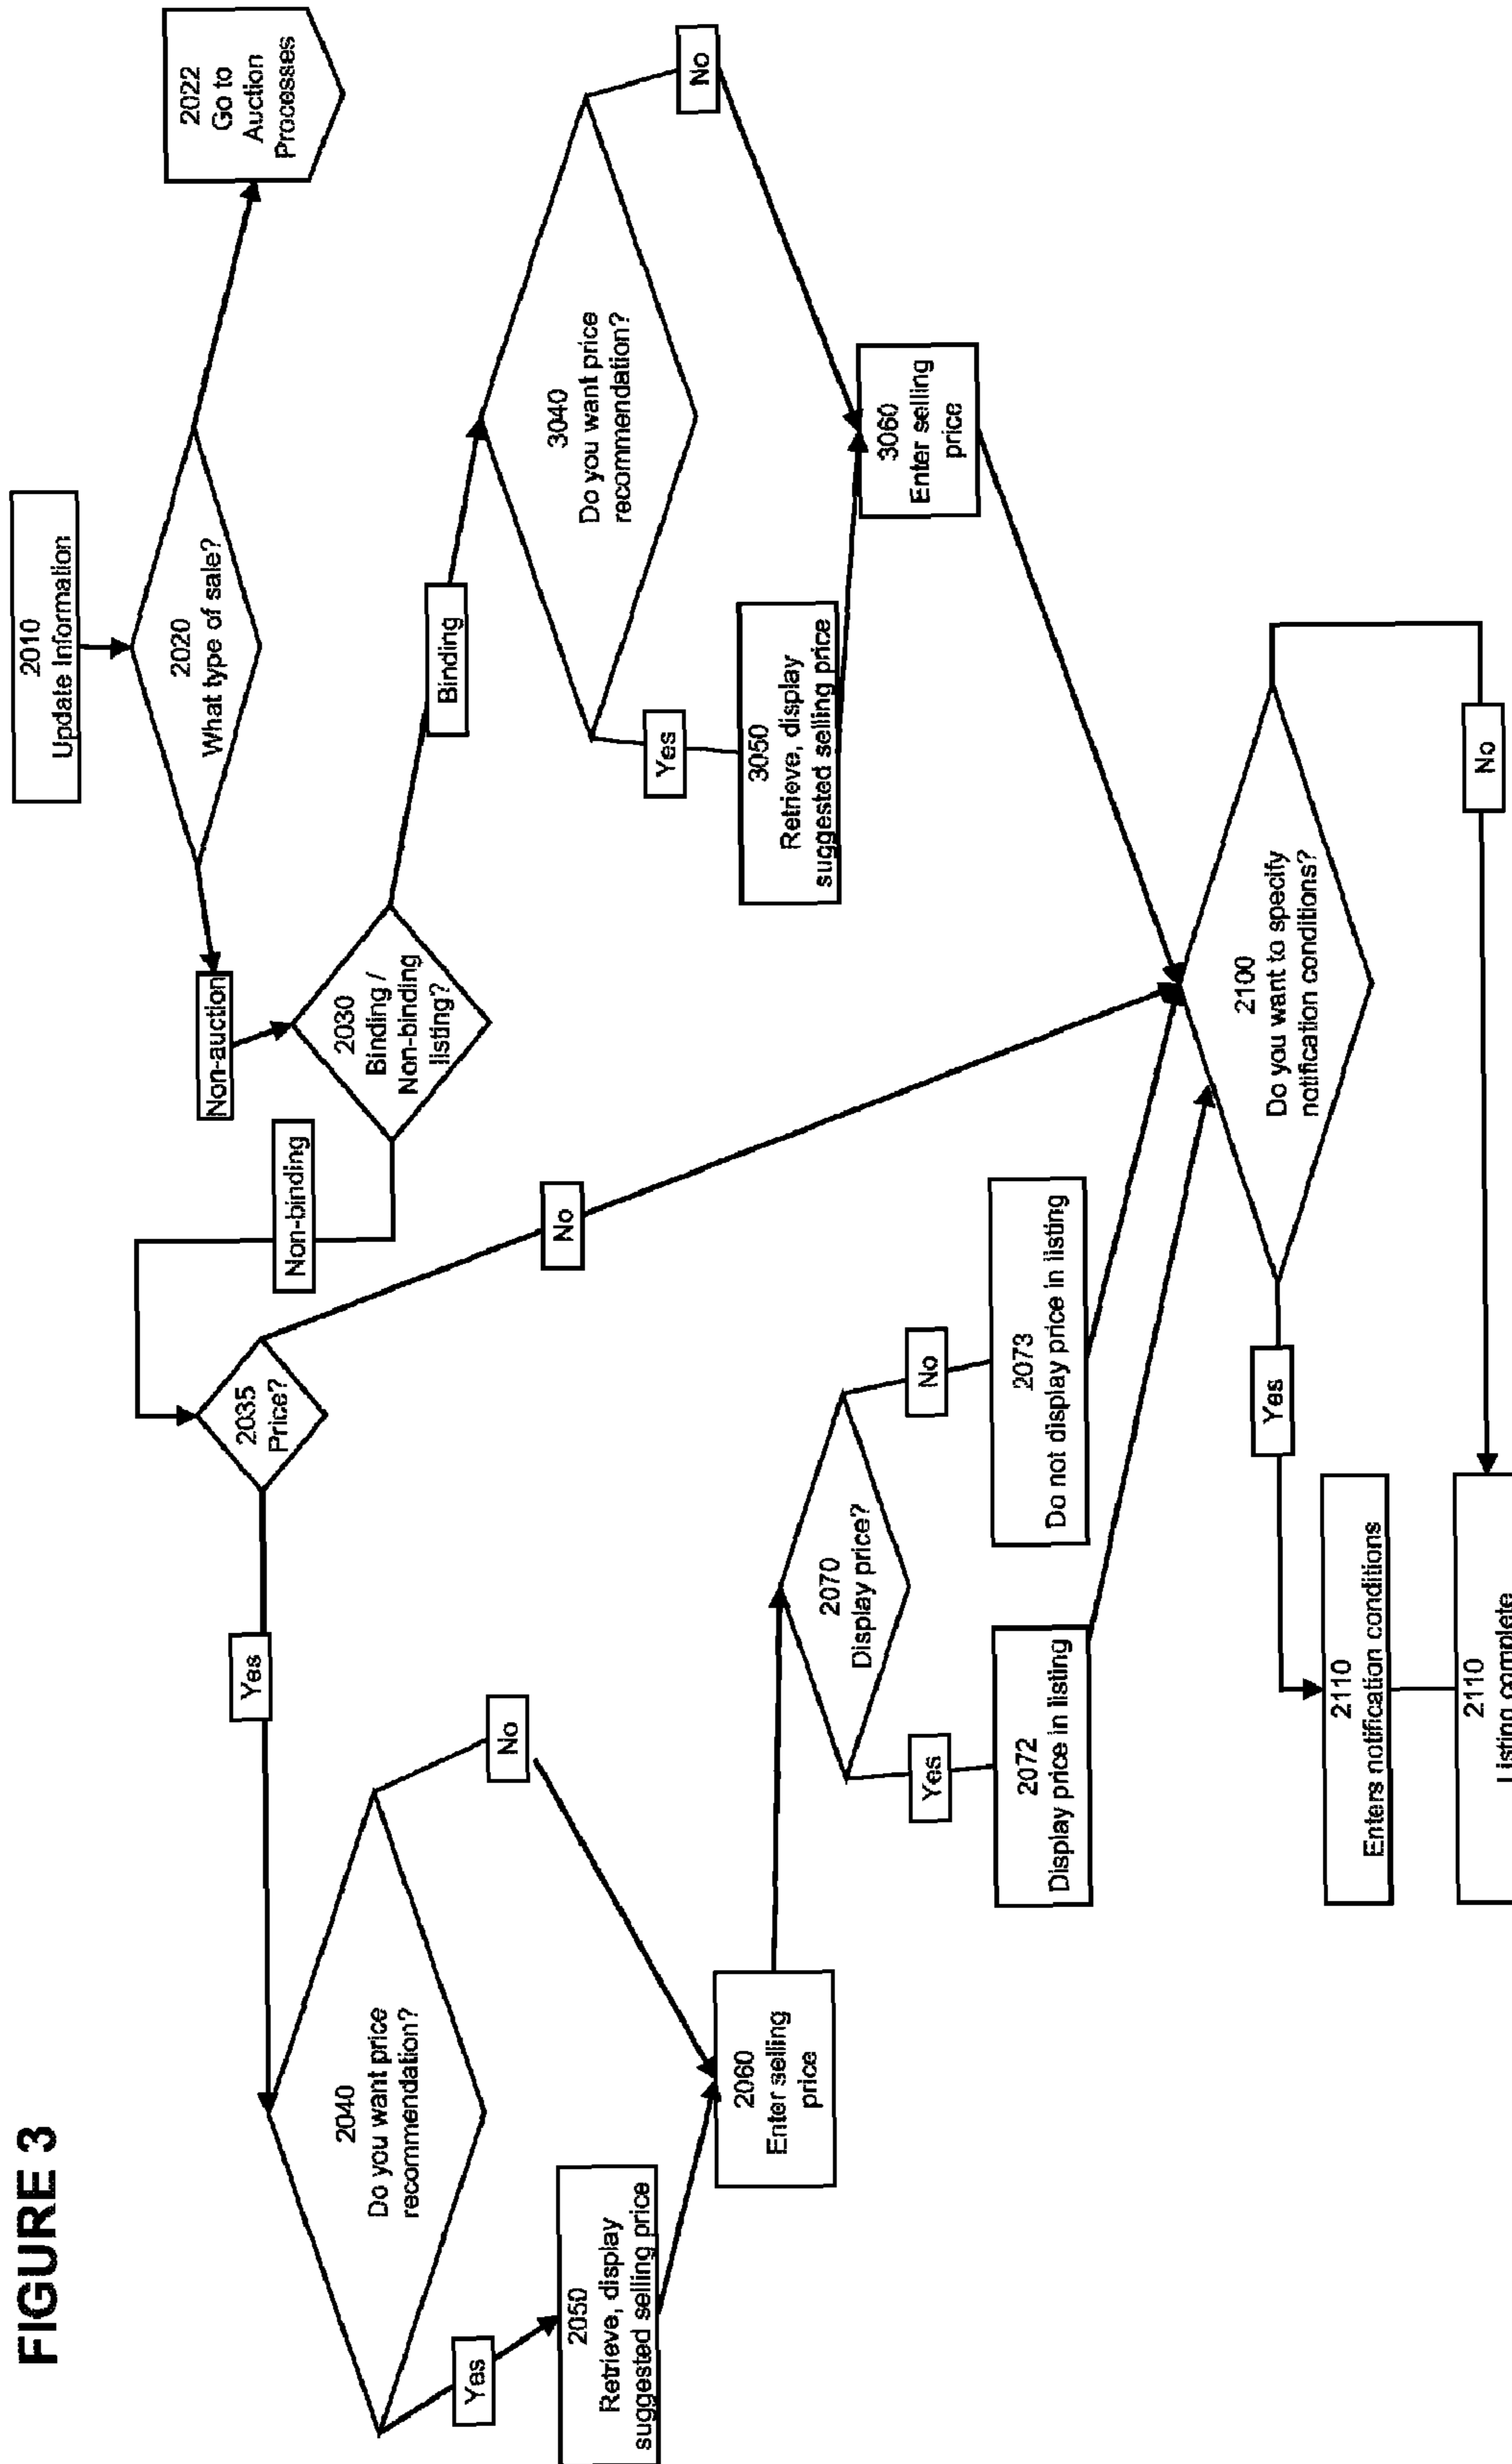 FIGURE 3
2010
Update Information
2020
What type of sale?
2022
Go to
Auction
Processes
Non-auction
2030
Binding /
Non-binding
listing?
Non-binding
Binding
2035
Price?
Yes
No
2040
Do you want price
recommendation?
Yes
No
2050
Retrieve, display
suggested selling price
2060
Enter selling
price
3040
Do you want price
recommendation?
Yes
No
3050
Retrieve, display
suggested selling price
3060
Enter selling
price
2070
Display price?
Yes
No
2072
Display price in listing
2073
Do not display price in listing
2100
Do you want to specify
notification conditions?
Yes
No
2110
Enters notification conditions
2110
Listing complete